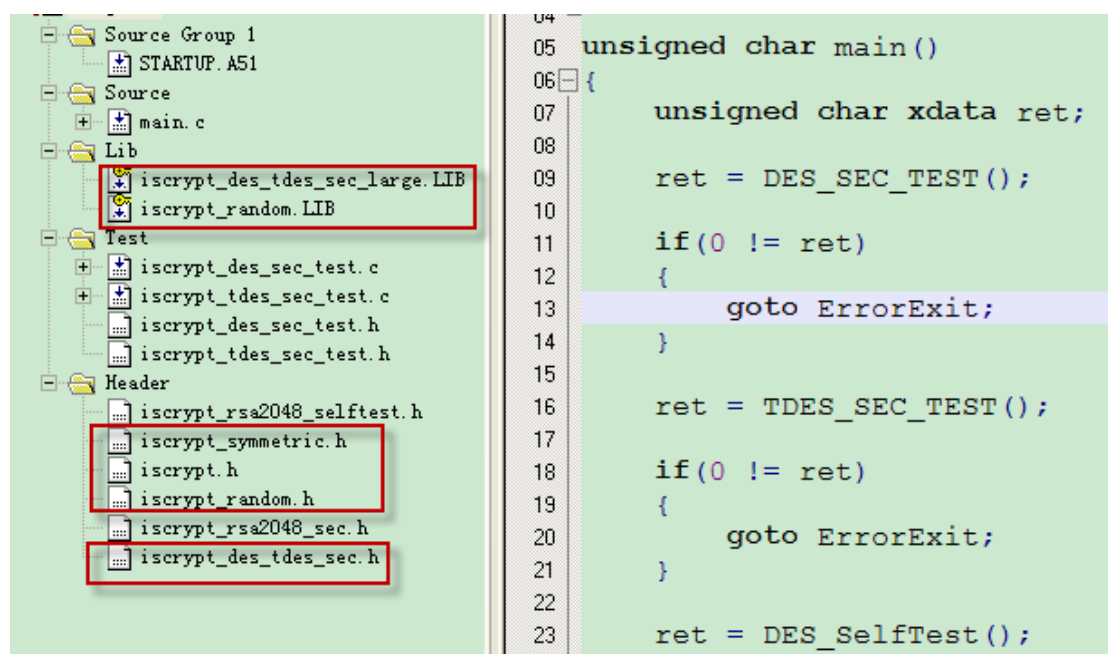 Source Group 1
STARTUP.A51
Source
main.c
Lib
iscrypt_des_tdes_sec_large.LIB
iscrypt_random.LIB
Test
iscrypt_des_sec_test.c
iscrypt_tdes_sec_test.c
iscrypt_des_sec_test.h
iscrypt_tdes_sec_test.h
Header
iscrypt_rsa2048_selftest.h
iscrypt_symmetric.h
iscrypt.h
iscrypt_random.h
iscrypt_rsa2048_sec.h
iscrypt_des_tdes_sec.h
04
05 unsigned char main()
06 {
07 unsigned char xdata ret;
08
09 ret = DES_SEC_TEST();
10
11 if(0 != ret)
12 {
13 goto ErrorExit;
14 }
15
16 ret = TDES_SEC_TEST();
17
18 if(0 != ret)
19 {
20 goto ErrorExit;
21 }
22
23 ret = DES_SelfTest();